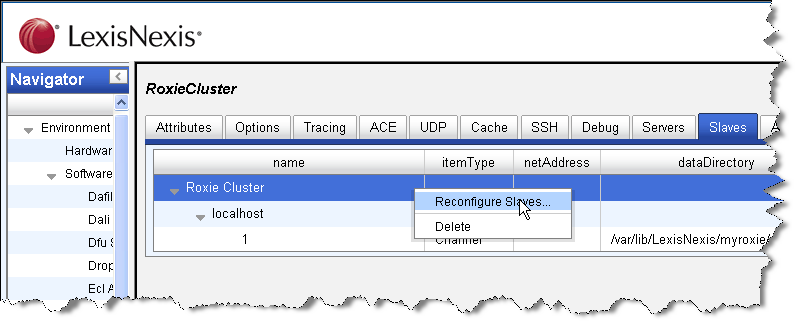 LexisNexis®
Navigator <
RoxieCluster
Attributes Options Tracing ACE UDP Cache SSH Debug Servers Slaves
name itemType netAddress dataDirectory
Environment
Hardwar
Software
Dafil
Dali
Dfu S
Drop
Ecl A
Roxie Cluster
Reconfigure Slaves...
localhost
Delete
1 Channel /var/lib/LexisNexis/myroxie/